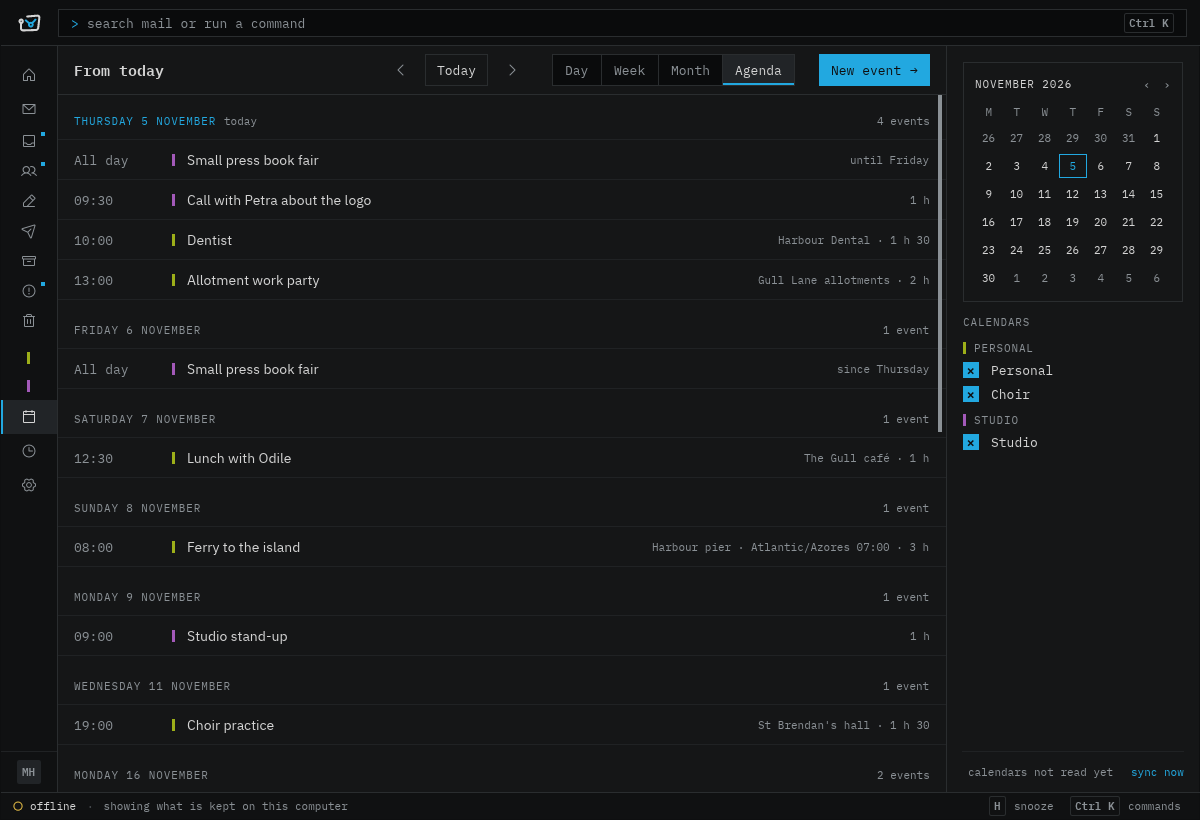 > search mail or run a command Ctrl K
From today Today Day Week Month Agenda New event →
THURSDAY 5 NOVEMBER today 4 events
All day Small press book fair until Friday
09:30 Call with Petra about the logo 1 h
10:00 Dentist Harbour Dental · 1 h 30
13:00 Allotment work party Gull Lane allotments · 2 h
FRIDAY 6 NOVEMBER 1 event
All day Small press book fair since Thursday
SATURDAY 7 NOVEMBER 1 event
12:30 Lunch with Odile The Gull café · 1 h
SUNDAY 8 NOVEMBER 1 event
08:00 Ferry to the island Harbour pier · Atlantic/Azores 07:00 · 3 h
MONDAY 9 NOVEMBER 1 event
09:00 Studio stand-up 1 h
WEDNESDAY 11 NOVEMBER 1 event
19:00 Choir practice St Brendan's hall · 1 h 30
MONDAY 16 NOVEMBER 2 events
NOVEMBER 2026 ‹ ›
M T W T F S S
26 27 28 29 30 31 1
2 3 4 5 6 7 8
9 10 11 12 13 14 15
16 17 18 19 20 21 22
23 24 25 26 27 28 29
30 1 2 3 4 5 6
CALENDARS
PERSONAL
× Personal
× Choir
STUDIO
× Studio
calendars not read yet sync now
MH
offline · showing what is kept on this computer H snooze Ctrl K commands